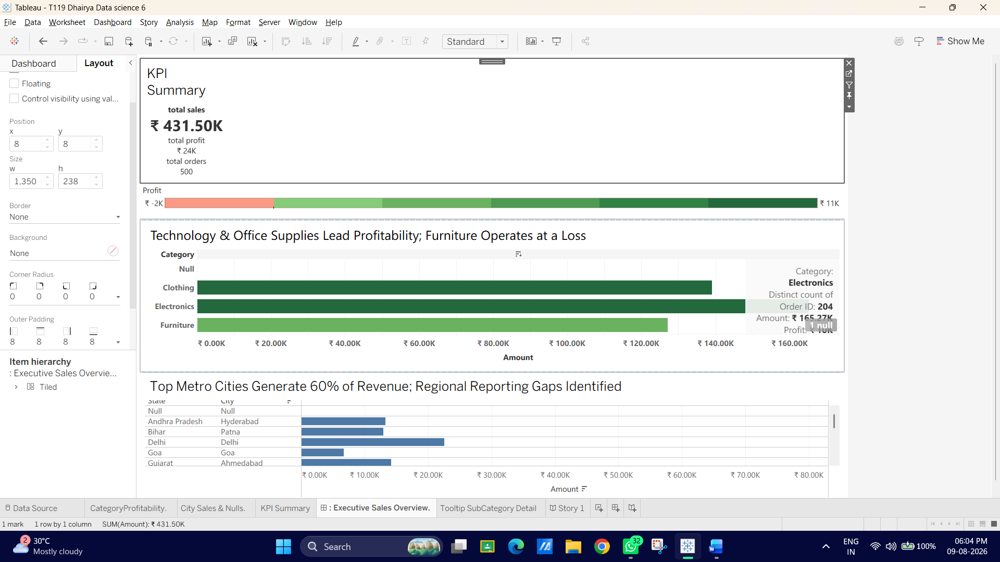 Tableau - T119 Dhairya Data science 6
File Data Worksheet Dashboard Story Analysis Map Format Server Window Help
Standard
Show Me
Dashboard Layout
Floating
Control visibility using val...
Position
x y
8 8
Size
w h
1,350 238
Border
None
Background
None
Corner Radius
0 0 0 0
Outer Padding
8 8 8 8
Item hierarchy
: Executive Sales Overvie...
Tiled
KPI
Summary
total sales
₹ 431.50K
total profit
₹ 24K
total orders
500
Profit
₹ -2K ₹ 11K
Technology & Office Supplies Lead Profitability; Furniture Operates at a Loss
Category
Null
Clothing
Electronics
Furniture
Category:
Electronics
Distinct count of
Order ID: 204
Amount: ₹ 165.27K
Profit: ₹ 10K
1 null
₹ 0.00K ₹ 20.00K ₹ 40.00K ₹ 60.00K ₹ 80.00K ₹ 100.00K ₹ 120.00K ₹ 140.00K ₹ 160.00K
Amount
Top Metro Cities Generate 60% of Revenue; Regional Reporting Gaps Identified
State City
Null Null
Andhra Pradesh Hyderabad
Bihar Patna
Delhi Delhi
Goa Goa
Gujarat Ahmedabad
₹ 0.00K ₹ 10.00K ₹ 20.00K ₹ 30.00K ₹ 40.00K ₹ 50.00K ₹ 60.00K ₹ 70.00K ₹ 80.00K
Amount
Data Source CategoryProfitability. City Sales & Nulls. KPI Summary : Executive Sales Overview. Tooltip SubCategory Detail Story 1
1 mark 1 row by 1 column SUM(Amount): ₹ 431.50K
2
30°C
Mostly cloudy
Search
32
ENG
IN
100%
06:04 PM
09-08-2026